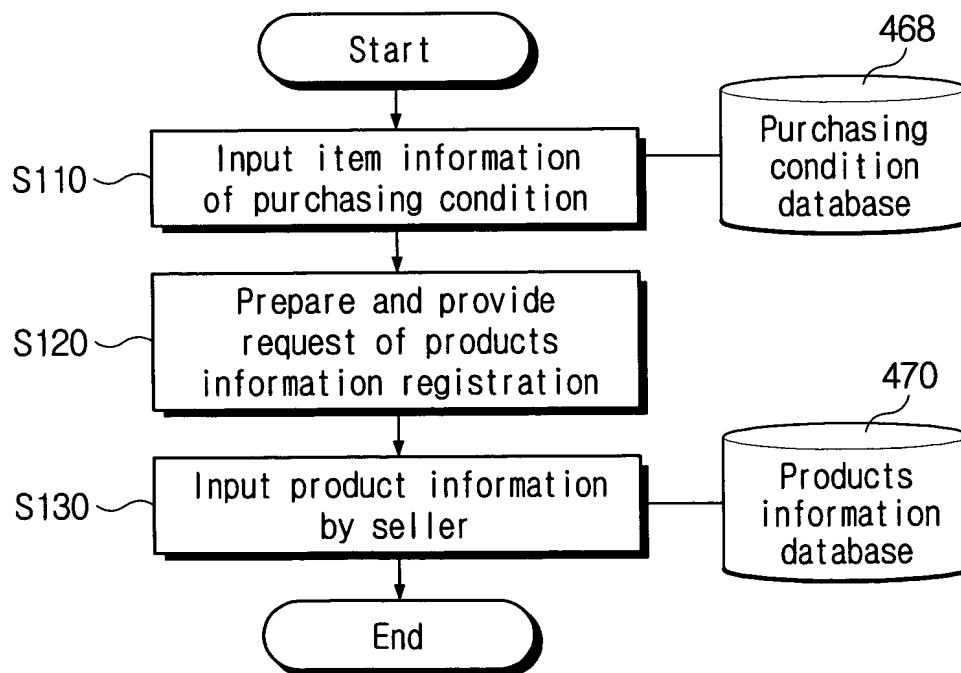 Start
468
S110
Input item information
of purchasing condition
Purchasing
condition
database
S120
Prepare and provide
request of products
information registration
470
S130
Input product information
by seller
Products
information
database
End